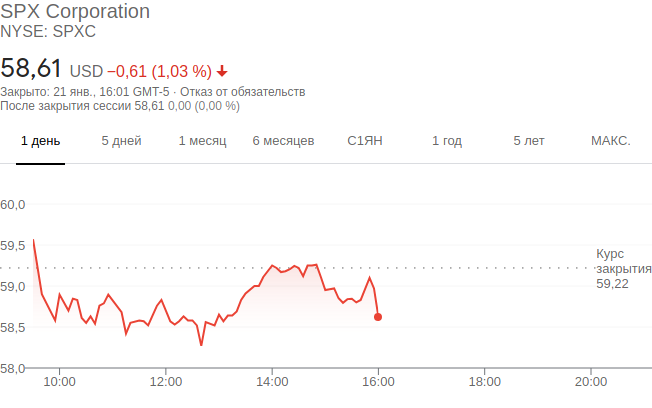 SPX Corporation
NYSE: SPXC
58,61 USD −0,61 (1,03 %)
Закрыто: 21 янв., 16:01 GMT-5 · Отказ от обязательств
После закрытия сессии 58,61 0,00 (0,00 %)
1 день 5 дней 1 месяц 6 месяцев С1ЯН 1 год 5 лет МАКС.
60,0
59,5
Курс
закрытия
59,22
59,0
58,5
58,0
10:00 12:00 14:00 16:00 18:00 20:00